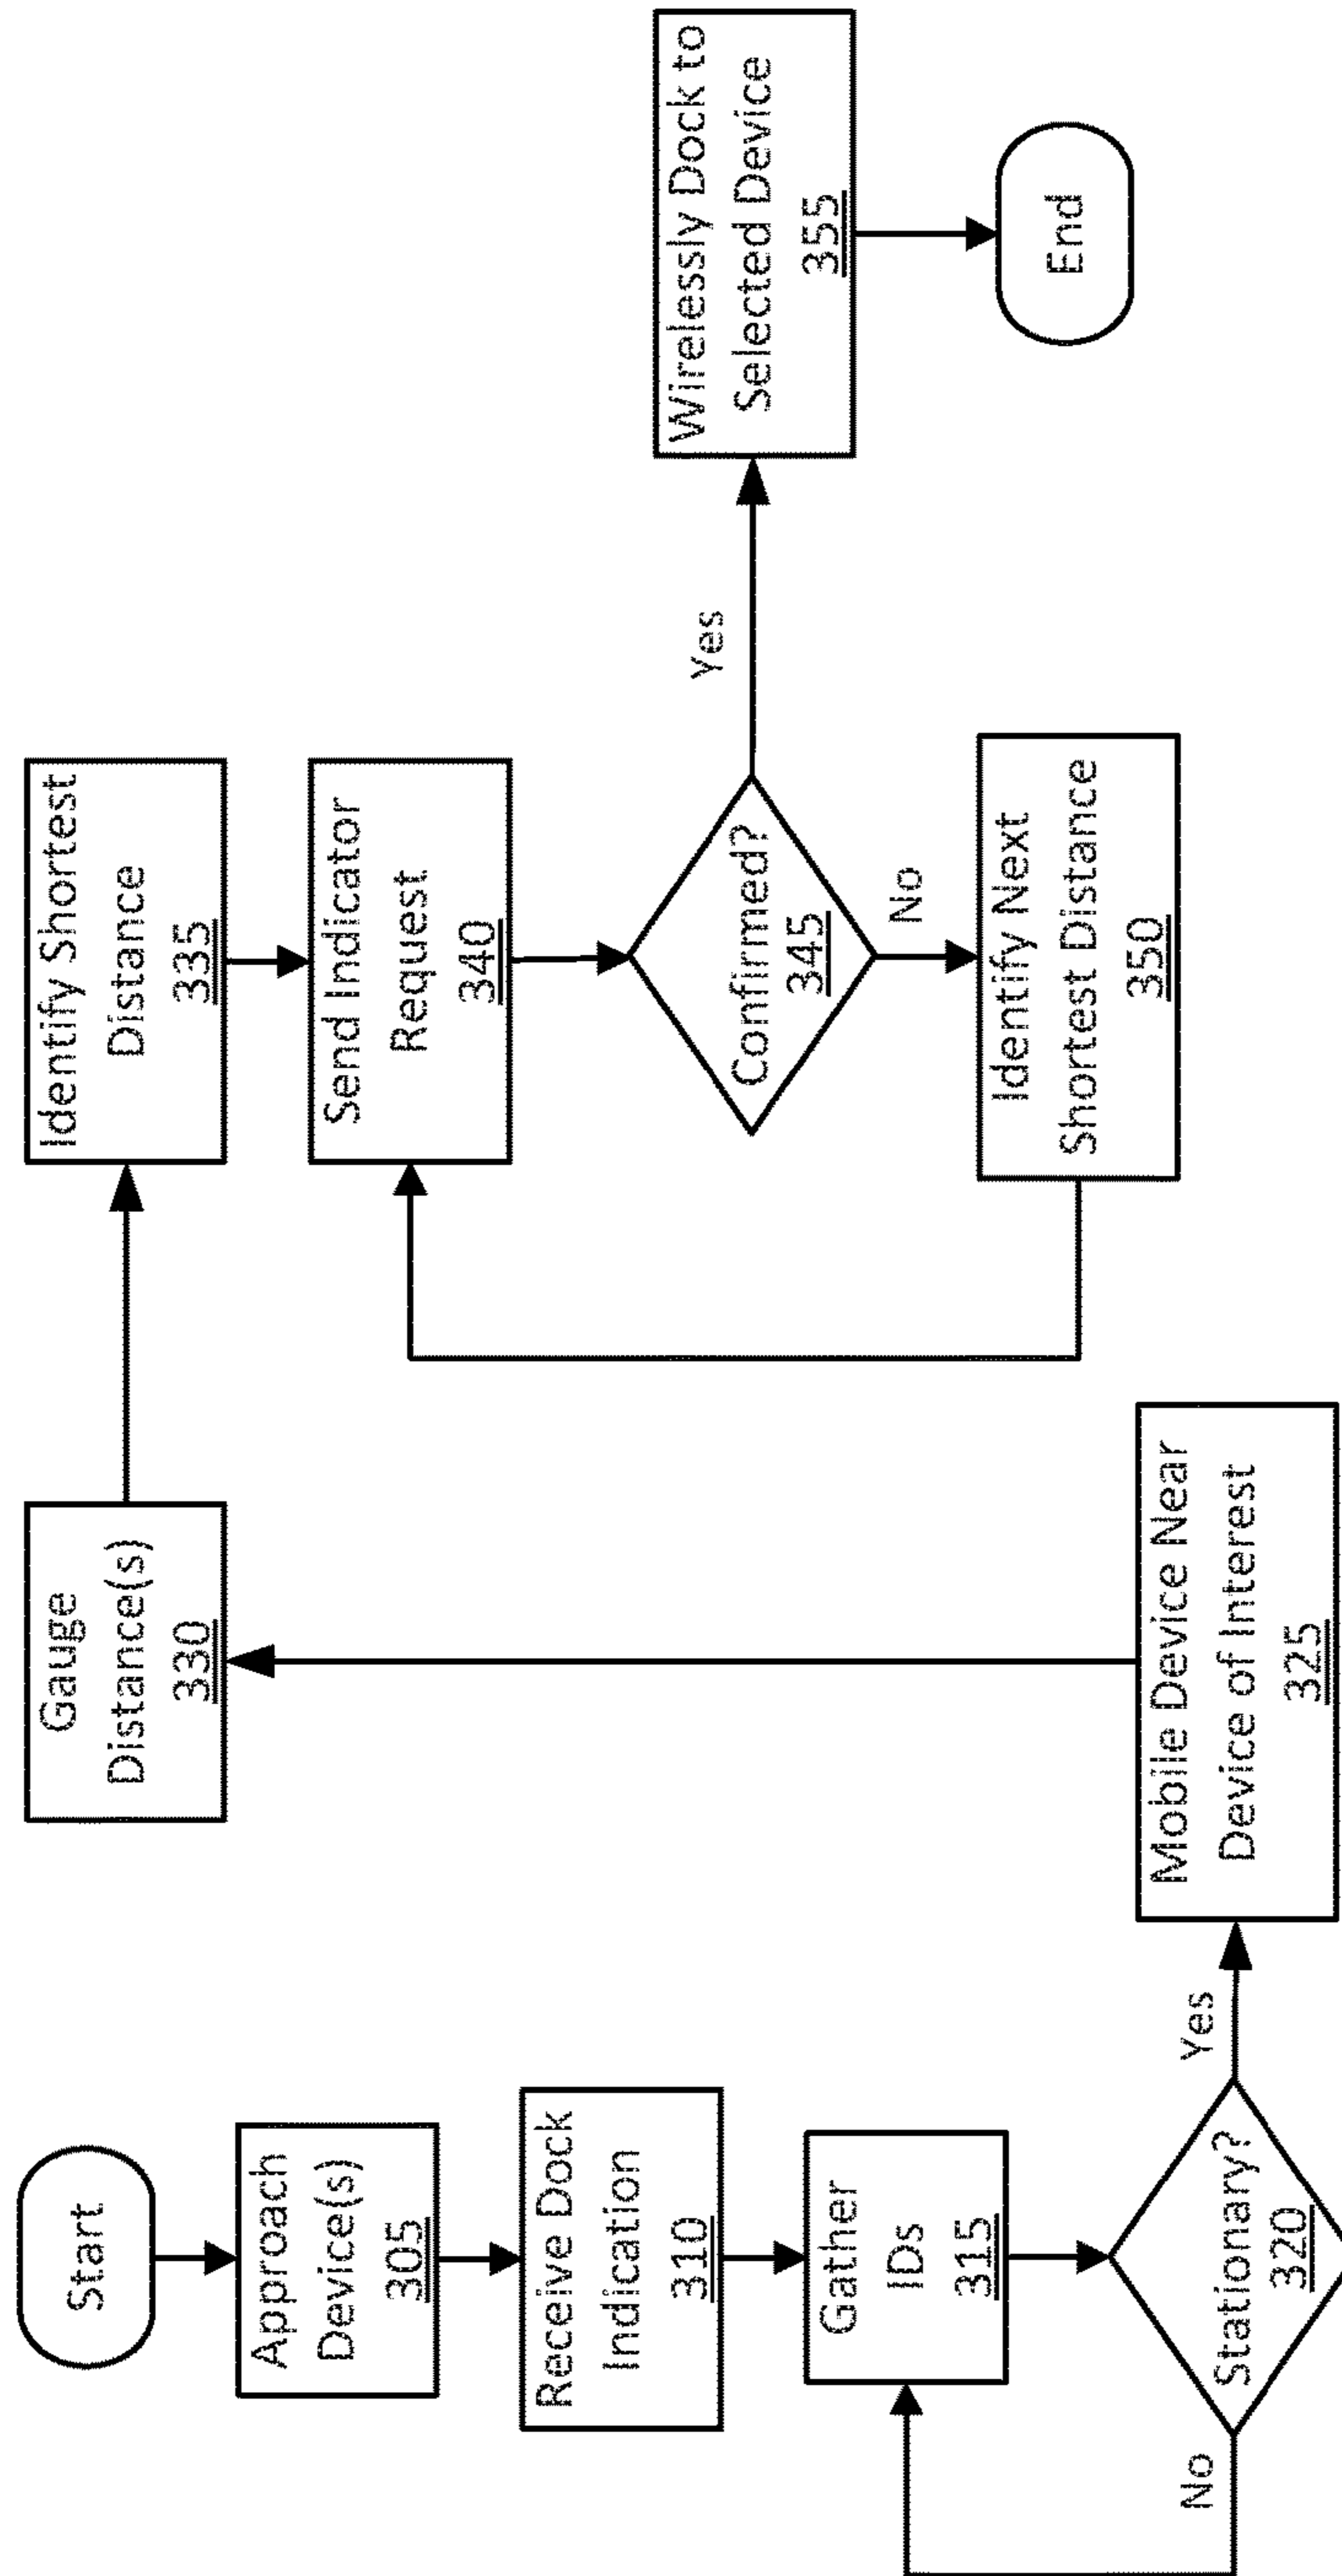 Start
Approach
Device(s)
305
Receive Dock
Indication
310
Gather
IDs
315
Stationary?
320
No
Yes
Mobile Device Near
Device of Interest
325
Gauge
Distance(s)
330
Identify Shortest
Distance
335
Send Indicator
Request
340
Confirmed?
345
No
Identify Next
Shortest Distance
350
Yes
Wirelessly Dock to
Selected Device
355
End